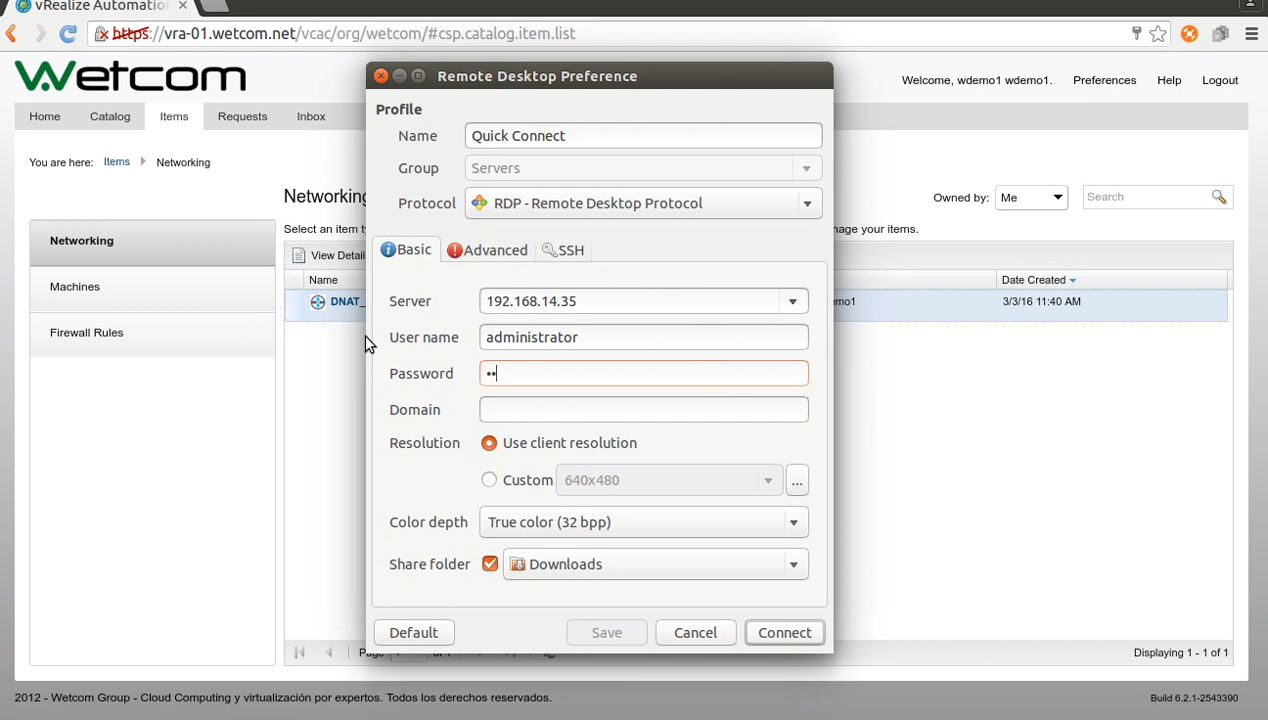 vRealize Automation
https://vra-01.wetcom.net/vcac/org/wetcom/#csp.catalog.item.list
Wetcom
Welcome, wdemo1 wdemo1. Preferences Help Logout
Home Catalog Items Requests Inbox
You are here: Items Networking
Networking
Owned by: Me Search
Select an item
manage your items.
Networking
Machines
Firewall Rules
View Detail
Name Date Created
DNAT_ demo1 3/3/16 11:40 AM
Page
Displaying 1 - 1 of 1
Remote Desktop Preference
Profile
Name Quick Connect
Group Servers
Protocol RDP - Remote Desktop Protocol
Basic Advanced SSH
Server 192.168.14.35
User name administrator
Password ••
Domain
Resolution Use client resolution
Custom 640x480 ...
Color depth True color (32 bpp)
Share folder Downloads
Default Save Cancel Connect
2012 - Wetcom Group - Cloud Computing y virtualización por expertos. Todos los derechos reservados. Build 6.2.1-2543390